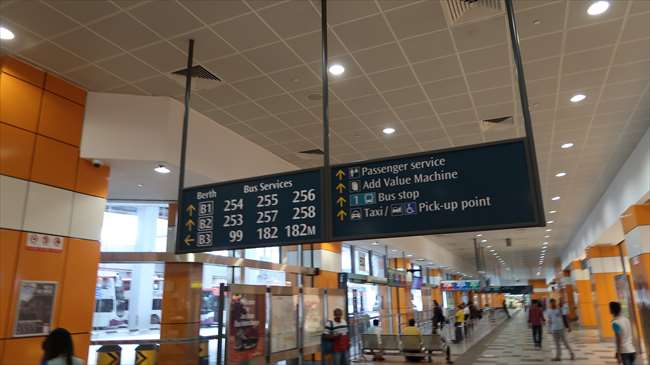 Berth Bus Services
↑ B1 254 255 256
↑ B2 253 257 258
← B3 99 182 182M
↑ Passenger service
↑ Add Value Machine
↑ 1 Bus stop
↑ Taxi / Pick-up point